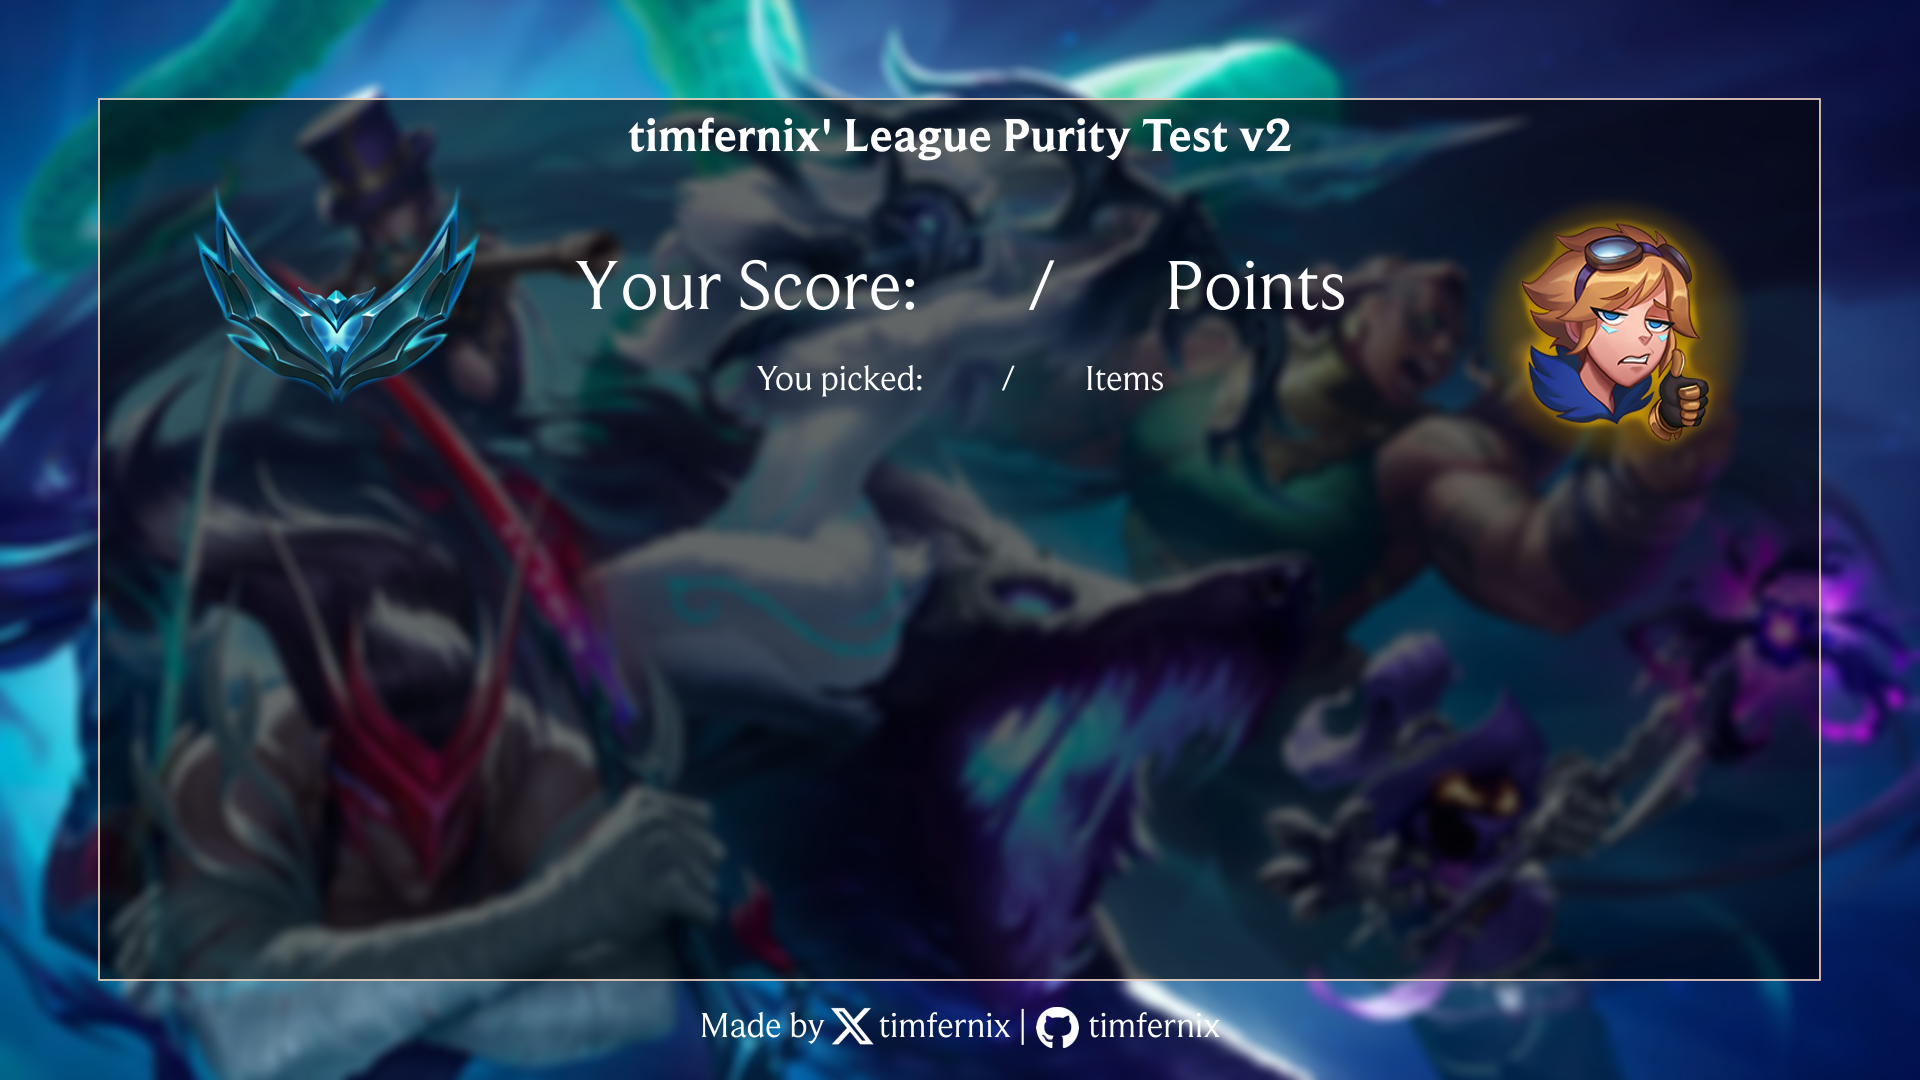 timfernix' League Purity Test v2
Your Score: / Points
You picked: / Items
Made by timfernix | timfernix